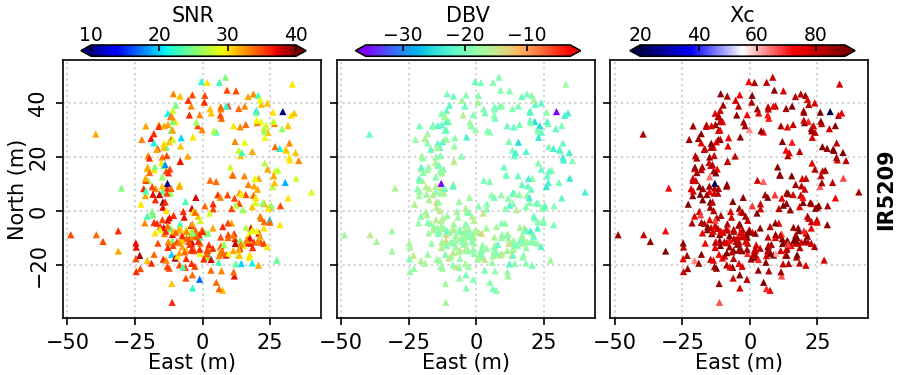 SNR DBV Xc
10 20 30 40 −30 −20 −10 20 40 60 80
40
20
0
−20
North (m)
IR5209
−50 −25 0 25 −50 −25 0 25 −50 −25 0 25
East (m) East (m) East (m)